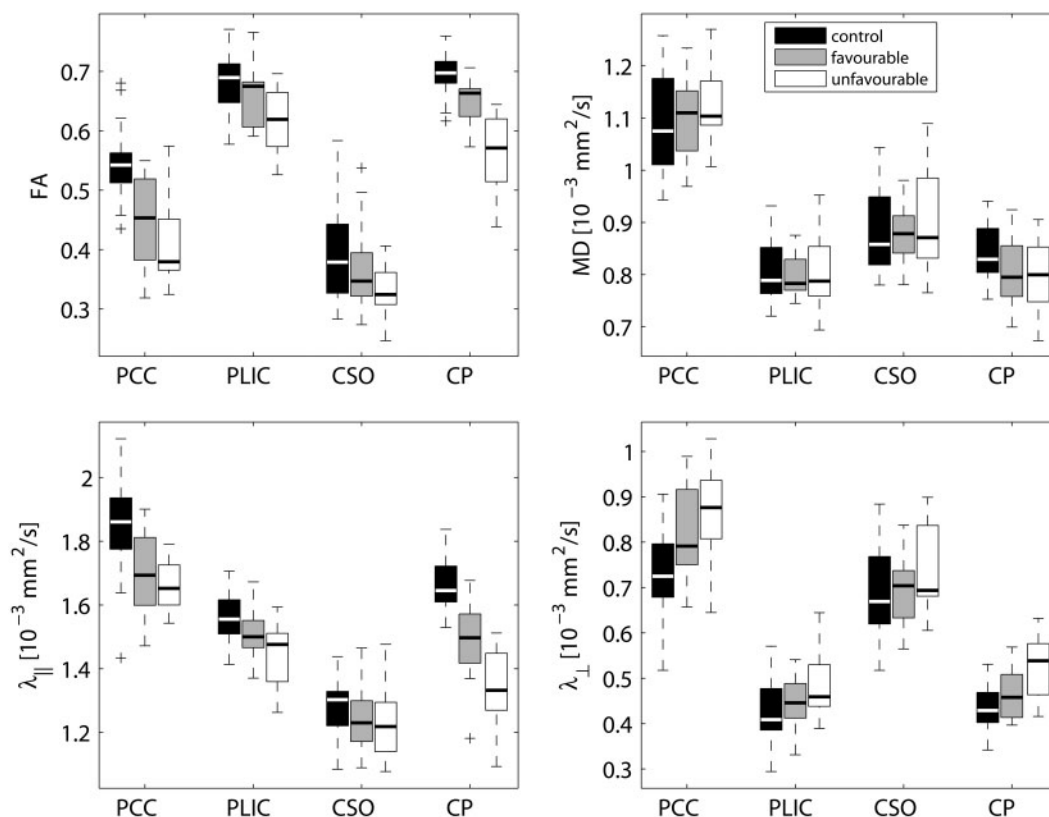 FA
0.7
0.6
0.5
0.4
0.3
PCC PLIC CSO CP
MD [10⁻³ mm²/s]
1.2
1.1
1
0.9
0.8
0.7
control
favourable
unfavourable
PCC PLIC CSO CP
λ|| [10⁻³ mm²/s]
2
1.8
1.6
1.4
1.2
PCC PLIC CSO CP
λ⊥ [10⁻³ mm²/s]
1
0.9
0.8
0.7
0.6
0.5
0.4
0.3
PCC PLIC CSO CP